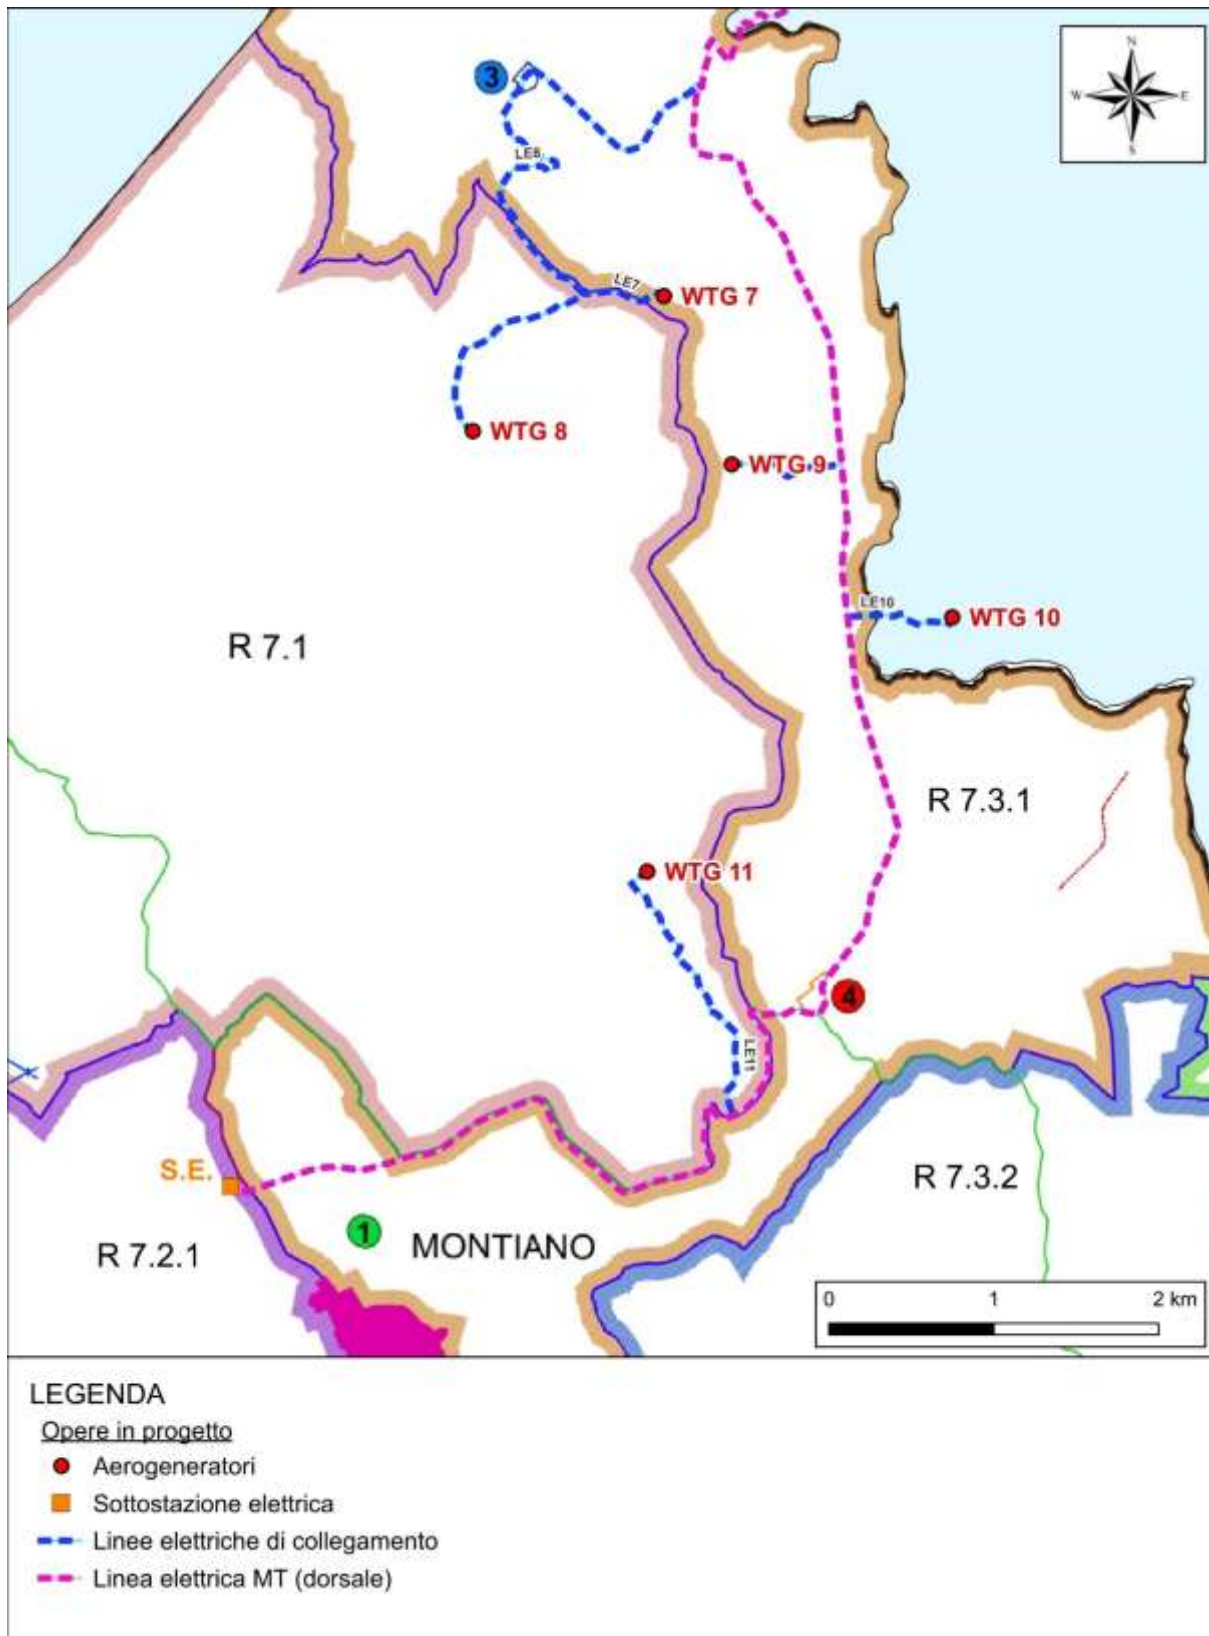 N
W E
S
3
LE8
LE7
WTG 7
WTG 8
WTG 9
LE10
WTG 10
R 7.1
R 7.3.1
WTG 11
4
LE11
S.E.
R 7.3.2
1
MONTIANO
R 7.2.1
0 1 2 km
LEGENDA
Opere in progetto
Aerogeneratori
Sottostazione elettrica
Linee elettriche di collegamento
Linea elettrica MT (dorsale)